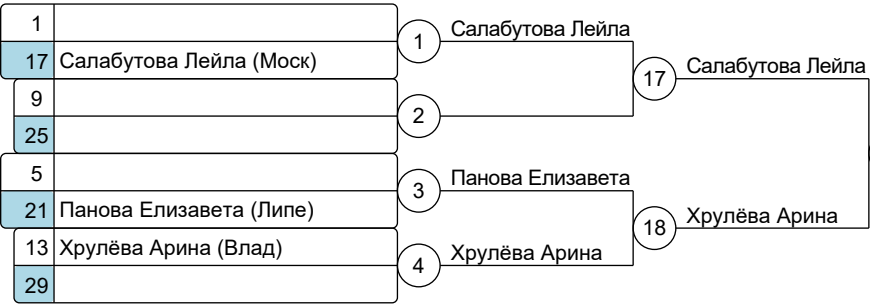 1
17 Салабутова Лейла (Моск)
1
Салабутова Лейла
17
Салабутова Лейла
9
25
2
5
21 Панова Елизавета (Липе)
3
Панова Елизавета
18
Хрулёва Арина
13 Хрулёва Арина (Влад)
29
4
Хрулёва Арина